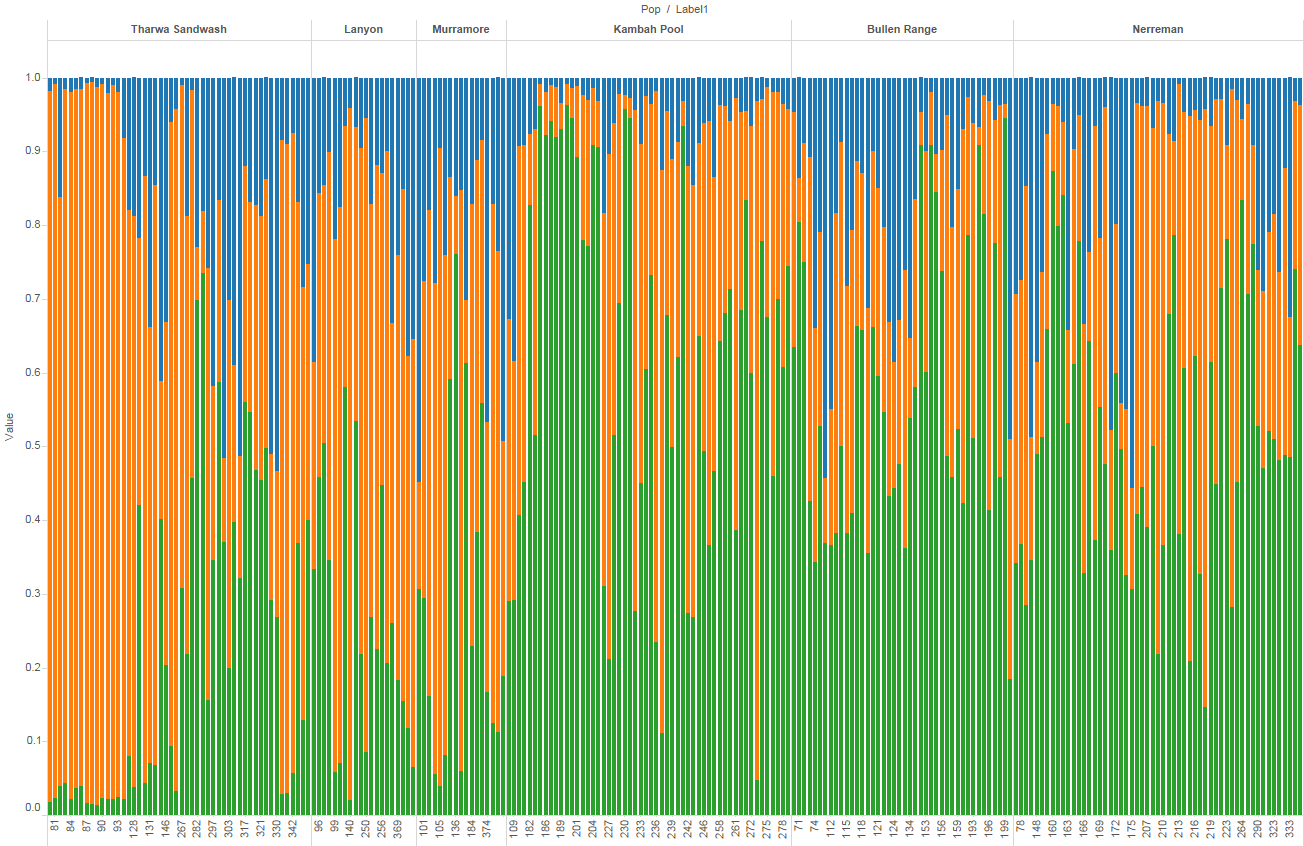 Pop / Label1
Tharwa Sandwash Lanyon Murramore Kambah Pool Bullen Range Nerreman
1.0
0.9
0.8
0.7
0.6
0.5
0.4
0.3
0.2
0.1
0.0
Value
81 84 87 90 93 128 131 146 267 282 297 303 317 321 330 342 96 99 140 250 256 369 101 105 136 184 374 109 182 186 189 201 204 227 230 233 236 239 242 246 258 261 272 275 278 71 74 112 115 118 121 124 134 153 156 159 193 196 199 78 148 160 163 166 169 172 175 207 210 213 216 219 223 264 290 323 333